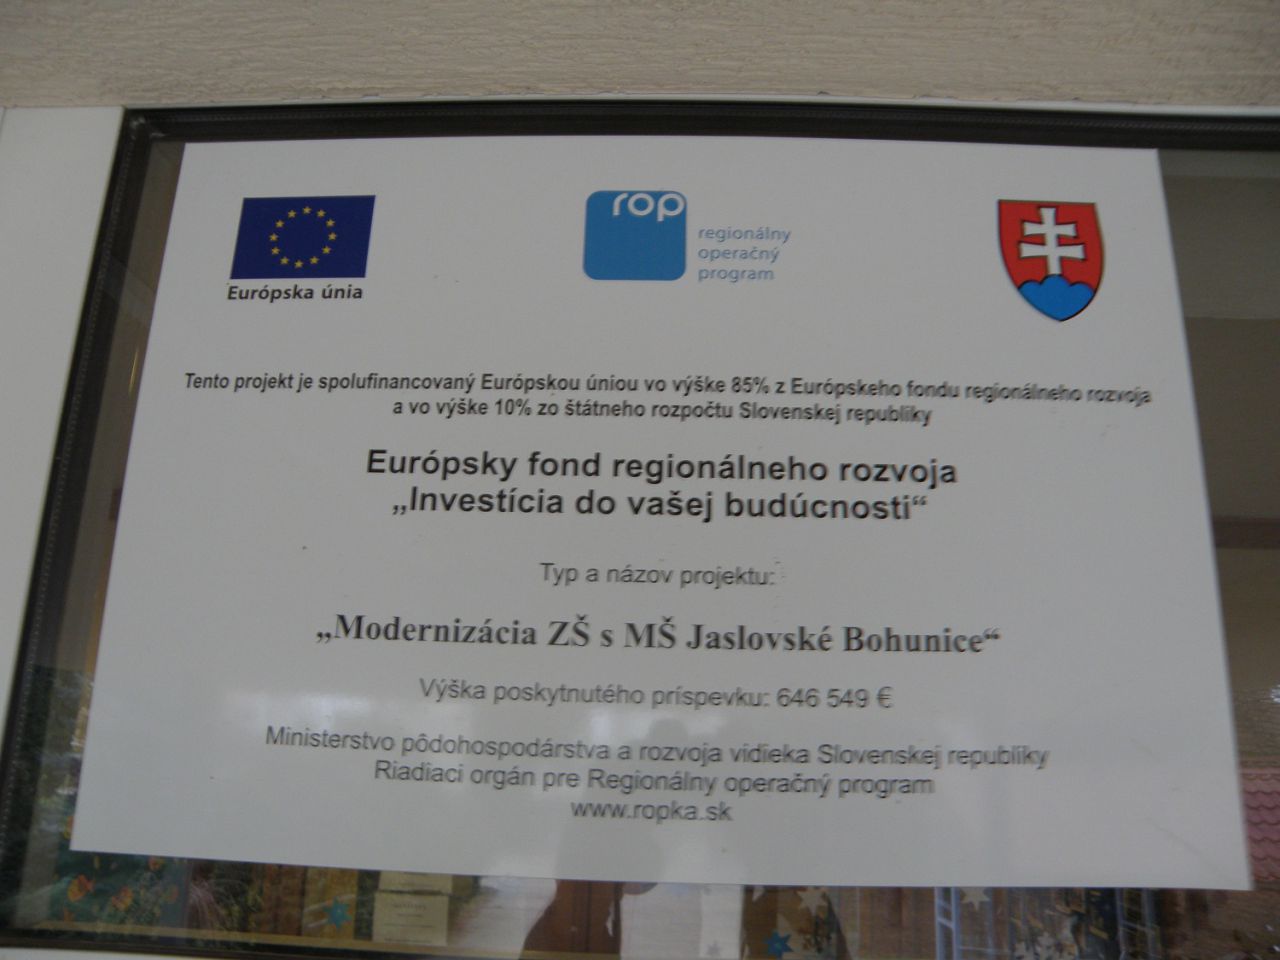 Európska únia
rop
regionálny
operačný
program
Tento projekt je spolufinancovaný Európskou úniou vo výške 85% z Európskeho fondu regionálneho rozvoja
a vo výške 10% zo štátneho rozpočtu Slovenskej republiky
Európsky fond regionálneho rozvoja
„Investícia do vašej budúcnosti“
Typ a názov projektu:
„Modernizácia ZŠ s MŠ Jaslovské Bohunice“
Výška poskytnutého príspevku: 646 549 €
Ministerstvo pôdohospodárstva a rozvoja vidieka Slovenskej republiky
Riadiaci orgán pre Regionálny operačný program
www.ropka.sk